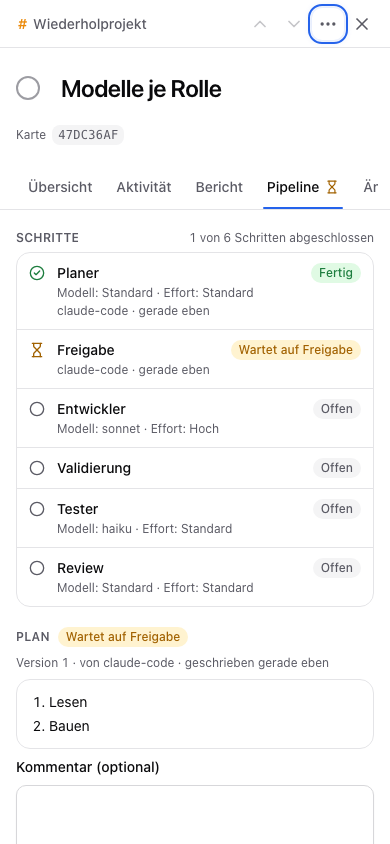 # Wiederholprojekt
Modelle je Rolle
Karte 47DC36AF
Übersicht Aktivität Bericht Pipeline Är
SCHRITTE 1 von 6 Schritten abgeschlossen
Planer Fertig
Modell: Standard · Effort: Standard
claude-code · gerade eben
Freigabe Wartet auf Freigabe
claude-code · gerade eben
Entwickler Offen
Modell: sonnet · Effort: Hoch
Validierung Offen
Tester Offen
Modell: haiku · Effort: Standard
Review Offen
Modell: Standard · Effort: Standard
PLAN Wartet auf Freigabe
Version 1 · von claude-code · geschrieben gerade eben
1. Lesen
2. Bauen
Kommentar (optional)